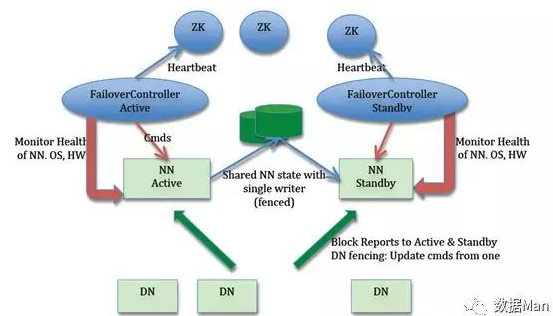 ZK
ZK
ZK
Heartbeat
Heartbeat
FailoverController
Active
FailoverController
Standby
Cmds
Monitor Health
of NN. OS, HW
Monitor Health
of NN. OS, HW
NN
Active
Shared NN state with
single writer
(fenced)
NN
Standby
Block Reports to Active & Standby
DN fencing: Update cmds from one
DN
DN
DN
数据Man